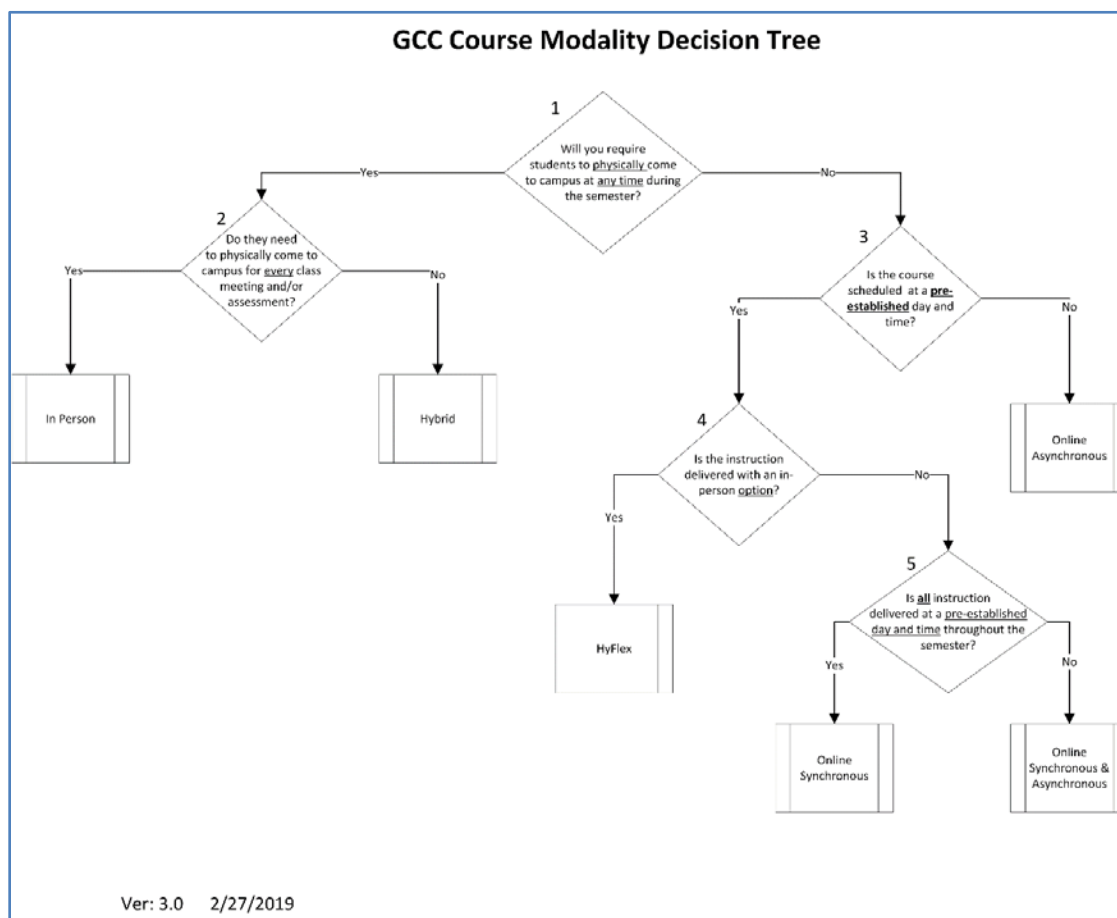 GCC Course Modality Decision Tree
1
Will you require
students to physically come
to campus at any time during
the semester?
Yes
No
2
Do they need
to physically come to
campus for every class
meeting and/or
assessment?
Yes
No
3
Is the course
scheduled at a pre-
established day and
time?
Yes
No
In Person
Hybrid
4
Is the instruction
delivered with an in-
person option?
Yes
No
Online
Asynchronous
5
Is all instruction
delivered at a pre-established
day and time throughout the
semester?
Yes
No
HyFlex
Online
Synchronous
Online
Synchronous &
Asynchronous
Ver: 3.0 2/27/2019